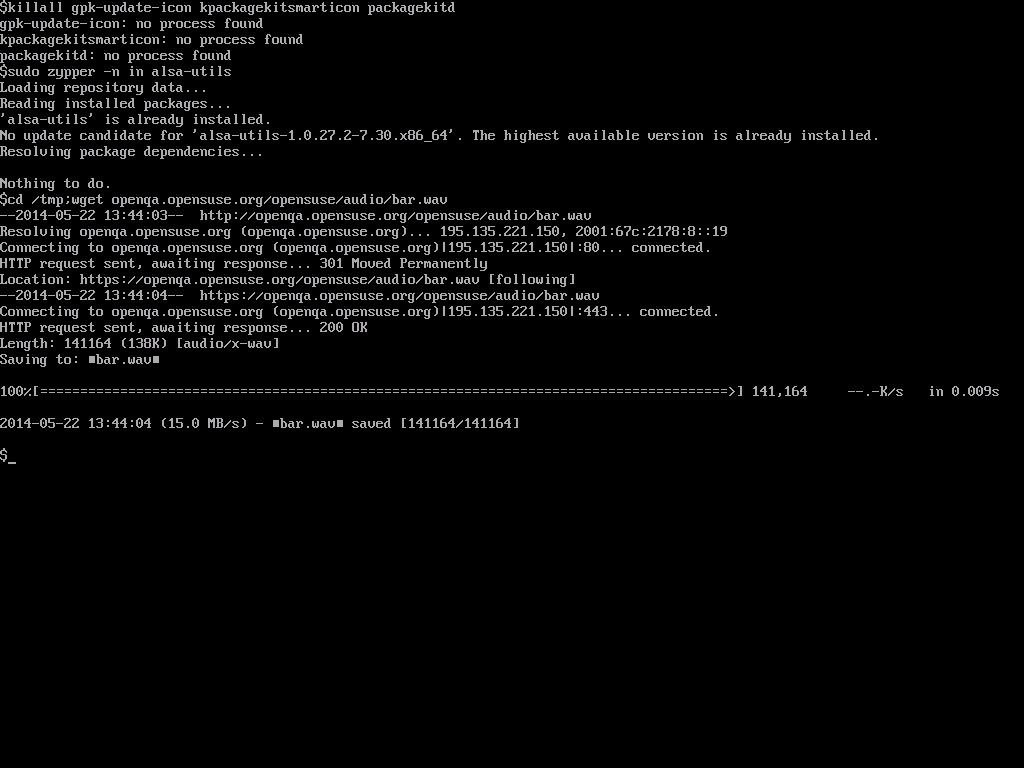 $killall gpk-update-icon kpackagekitsmarticon packagekitd
gpk-update-icon: no process found
kpackagekitsmarticon: no process found
packagekitd: no process found
$sudo zypper -n in alsa-utils
Loading repository data...
Reading installed packages...
'alsa-utils' is already installed.
No update candidate for 'alsa-utils-1.0.27.2-7.30.x86_64'. The highest available version is already installed.
Resolving package dependencies...

Nothing to do.
$cd /tmp;wget openqa.opensuse.org/opensuse/audio/bar.wav
--2014-05-22 13:44:03--  http://openqa.opensuse.org/opensuse/audio/bar.wav
Resolving openqa.opensuse.org (openqa.opensuse.org)... 195.135.221.150, 2001:67c:2178:8::19
Connecting to openqa.opensuse.org (openqa.opensuse.org)|195.135.221.150|:80... connected.
HTTP request sent, awaiting response... 301 Moved Permanently
Location: https://openqa.opensuse.org/opensuse/audio/bar.wav [following]
--2014-05-22 13:44:04--  https://openqa.opensuse.org/opensuse/audio/bar.wav
Connecting to openqa.opensuse.org (openqa.opensuse.org)|195.135.221.150|:443... connected.
HTTP request sent, awaiting response... 200 OK
Length: 141164 (138K) [audio/x-wav]
Saving to: ■bar.wav■

100%[======================================================================================>] 141,164     --.-K/s   in 0.009s

2014-05-22 13:44:04 (15.0 MB/s) - ■bar.wav■ saved [141164/141164]

$_